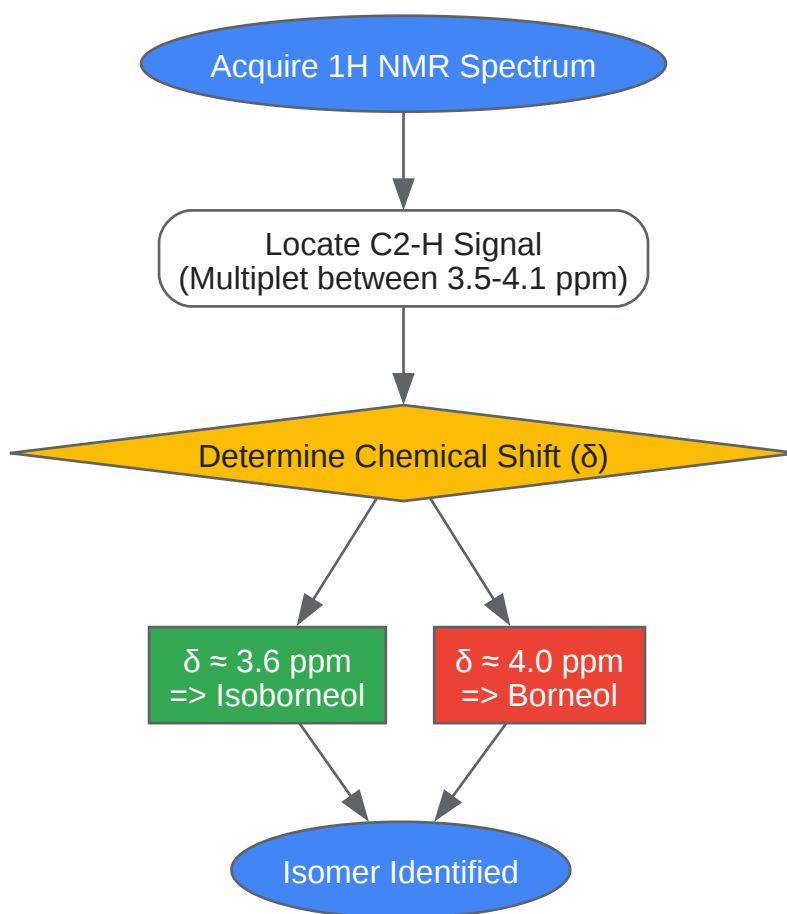 Acquire 1H NMR Spectrum
Locate C2-H Signal
(Multiplet between 3.5-4.1 ppm)
Determine Chemical Shift (δ)
δ ≈ 3.6 ppm
=> Isoborneol
δ ≈ 4.0 ppm
=> Borneol
Isomer Identified